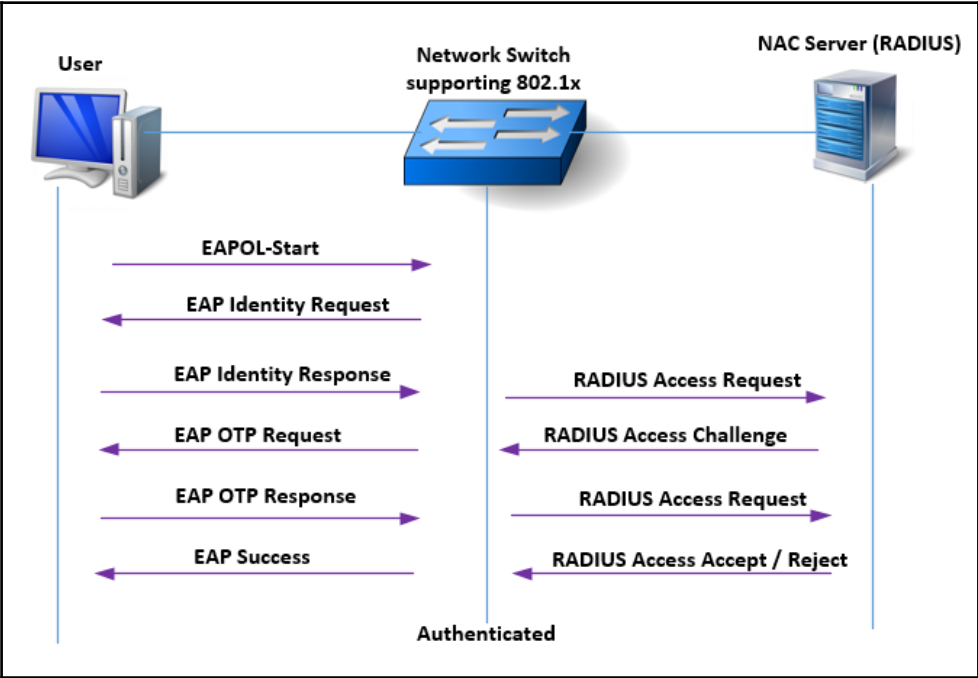 User
Network Switch
supporting 802.1x
NAC Server (RADIUS)
EAPOL-Start
EAP Identity Request
EAP Identity Response
RADIUS Access Request
EAP OTP Request
RADIUS Access Challenge
EAP OTP Response
RADIUS Access Request
EAP Success
RADIUS Access Accept / Reject
Authenticated